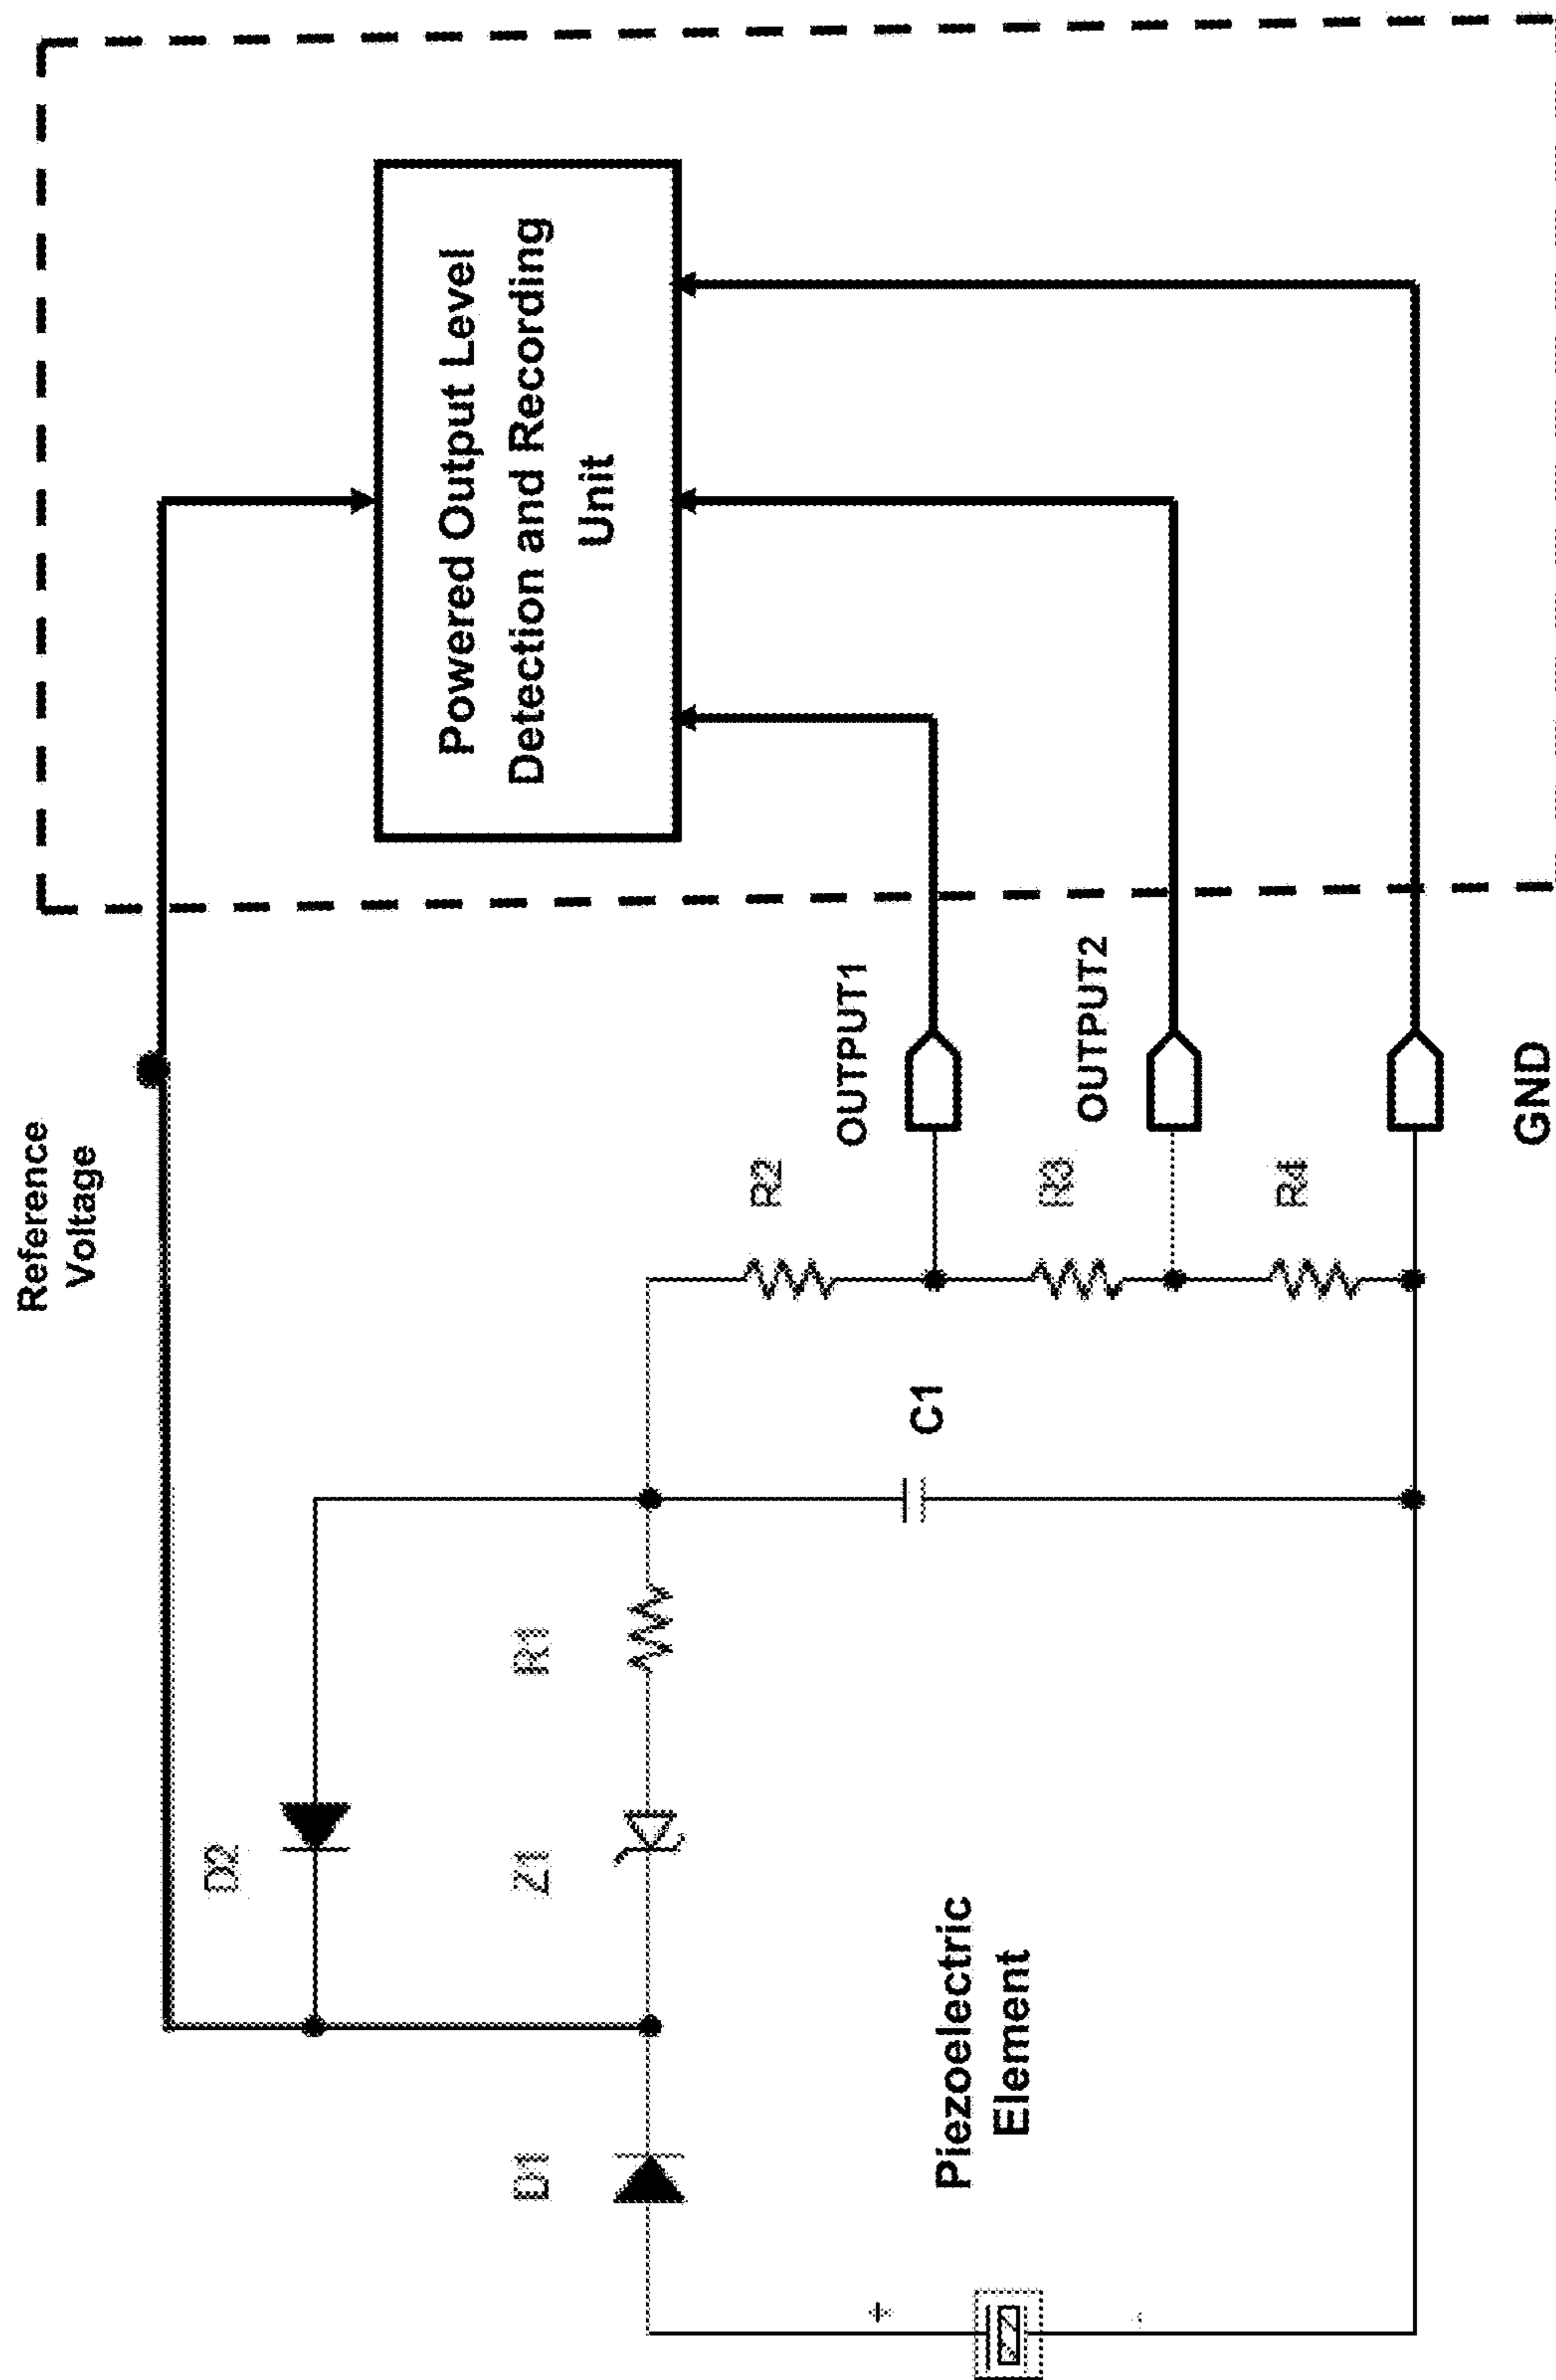 Reference
Voltage
Powered Output Level
Detection and Recording
Unit
D2
D1
Z1
R1
C1
R2
R3
R4
OUTPUT1
OUTPUT2
GND
Piezoelectric
Element
+
-